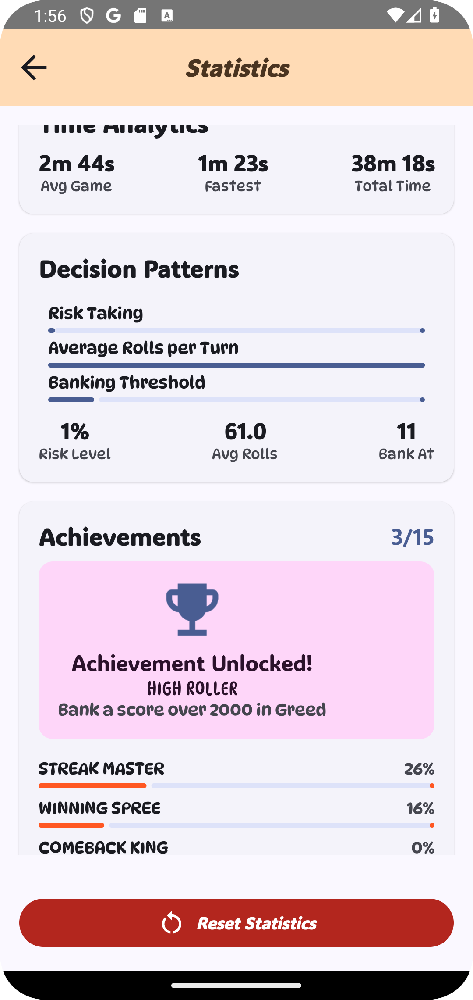 1:56
Statistics
Time Analytics
2m 44s 1m 23s 38m 18s
Avg Game Fastest Total Time
Decision Patterns
Risk Taking
Average Rolls per Turn
Banking Threshold
1% 61.0 11
Risk Level Avg Rolls Bank At
Achievements 3/15
Achievement Unlocked!
HIGH ROLLER
Bank a score over 2000 in Greed
STREAK MASTER 26%
WINNING SPREE 16%
COMEBACK KING 0%
Reset Statistics